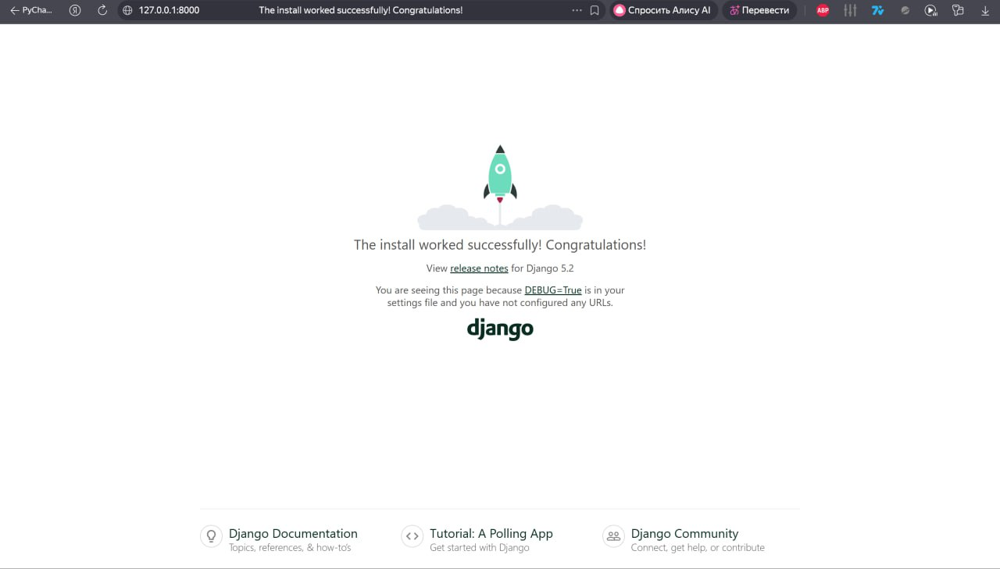 PyCha...
127.0.0.1:8000
The install worked successfully! Congratulations!
Спросить Алису AI
Перевести
ABP
The install worked successfully! Congratulations!
View release notes for Django 5.2
You are seeing this page because DEBUG=True is in your
settings file and you have not configured any URLs.
django
Django Documentation
Topics, references, & how-to's
Tutorial: A Polling App
Get started with Django
Django Community
Connect, get help, or contribute